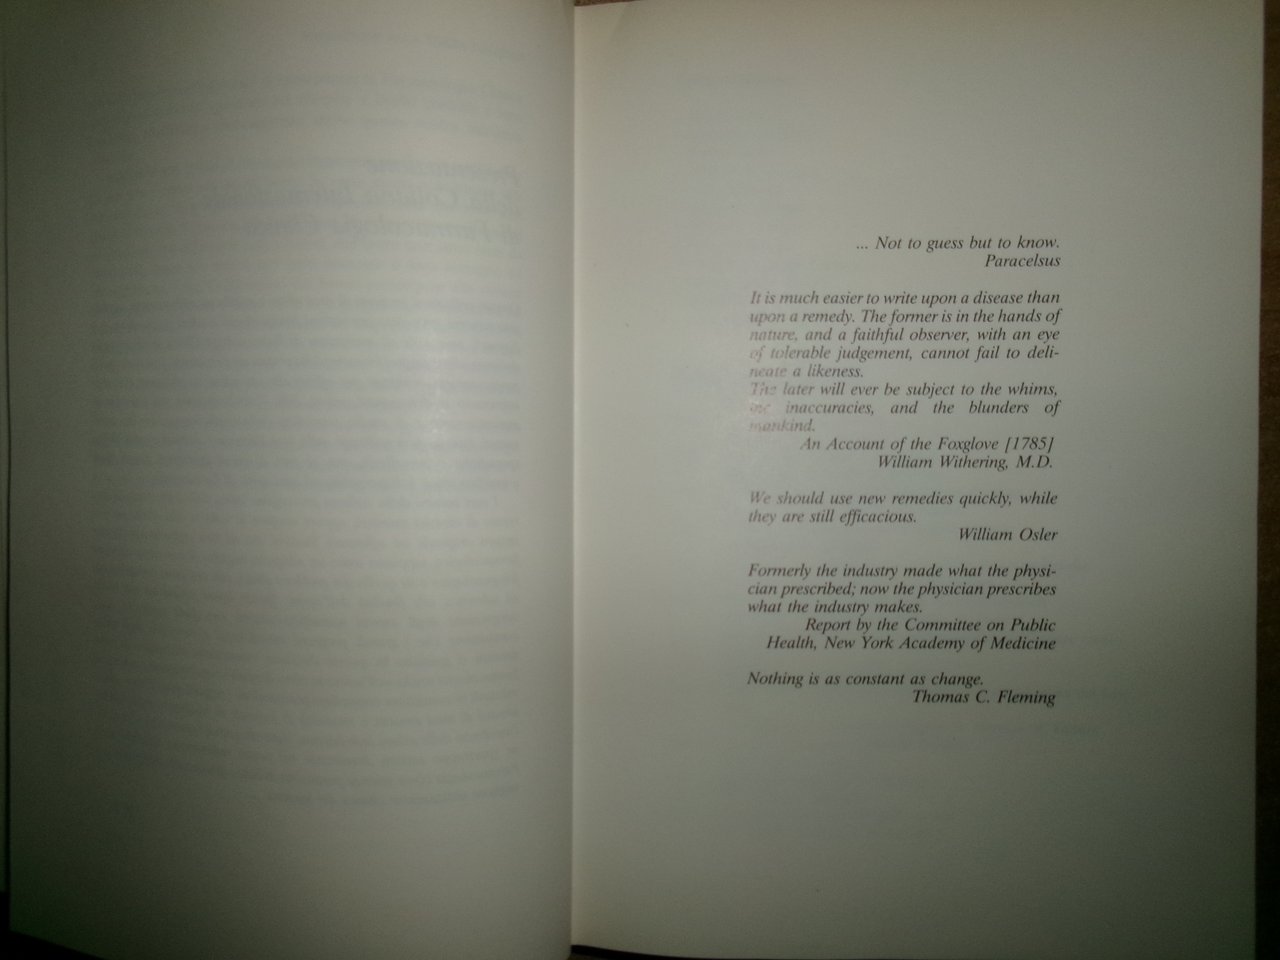 ... Not to guess but to know.
Paracelsus
It is much easier to write upon a disease than
upon a remedy. The former is in the hands of
nature, and a faithful observer, with an eye
of tolerable judgement, cannot fail to deli-
neate a likeness.
The later will ever be subject to the whims,
the inaccuracies, and the blunders of
mankind.
An Account of the Foxglove [1785]
William Withering, M.D.
We should use new remedies quickly, while
they are still efficacious.
William Osler
Formerly the industry made what the physi-
cian prescribed; now the physician prescribes
what the industry makes.
Report by the Committee on Public
Health, New York Academy of Medicine
Nothing is as constant as change.
Thomas C. Fleming